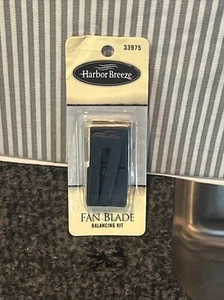 33975
Harbor Breeze
FAN BLADE
BALANCING KIT